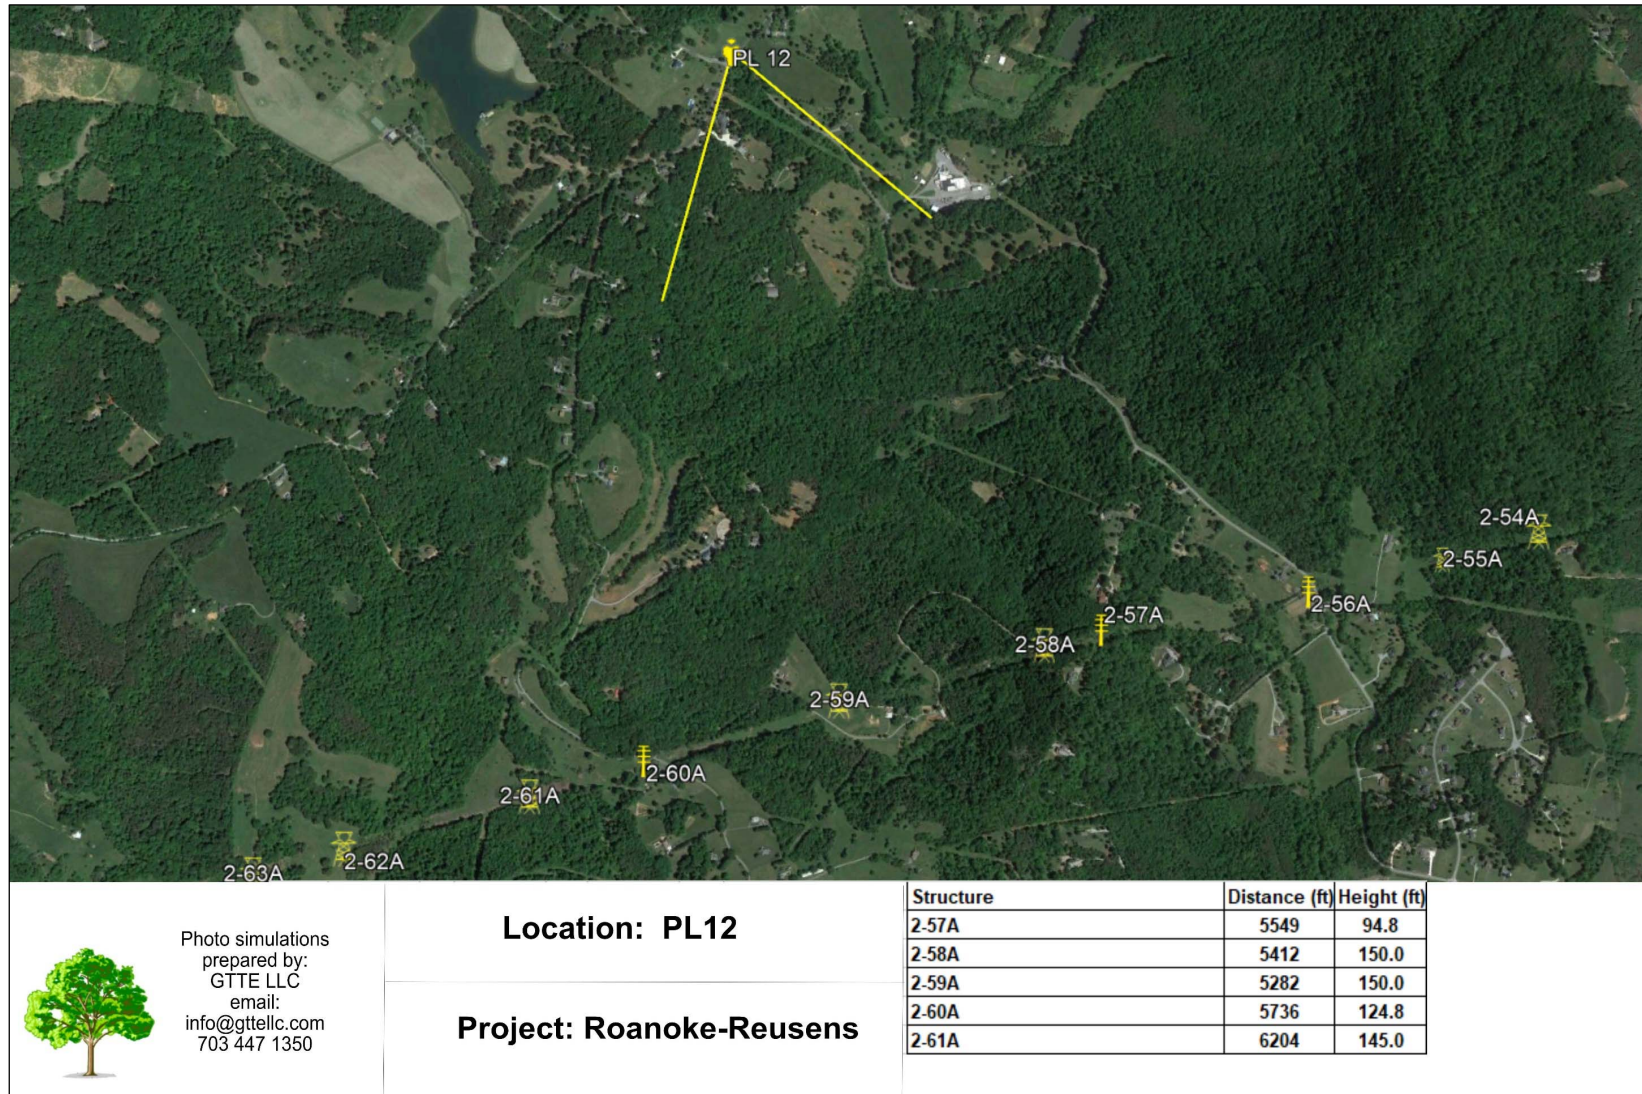 PL 12
2-54A
2-55A
2-56A
2-57A
2-58A
2-59A
2-60A
2-61A
2-62A
2-63A
Photo simulations
prepared by:
GTTE LLC
email:
info@gttellc.com
703 447 1350
Location: PL12
Project: Roanoke-Reusens
Structure Distance (ft) Height (ft)
2-57A 5549 94.8
2-58A 5412 150.0
2-59A 5282 150.0
2-60A 5736 124.8
2-61A 6204 145.0